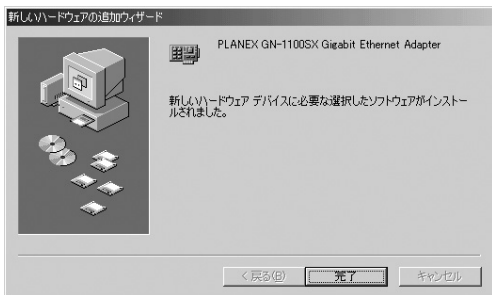 新しいハードウェアの追加ウィザード
PLANEX GN-1100SX Gigabit Ethernet Adapter
新しいハードウェア デバイスに必要な選択したソフトウェアがインストー
ルされました。
< 戻る(B)
完了
キャンセル